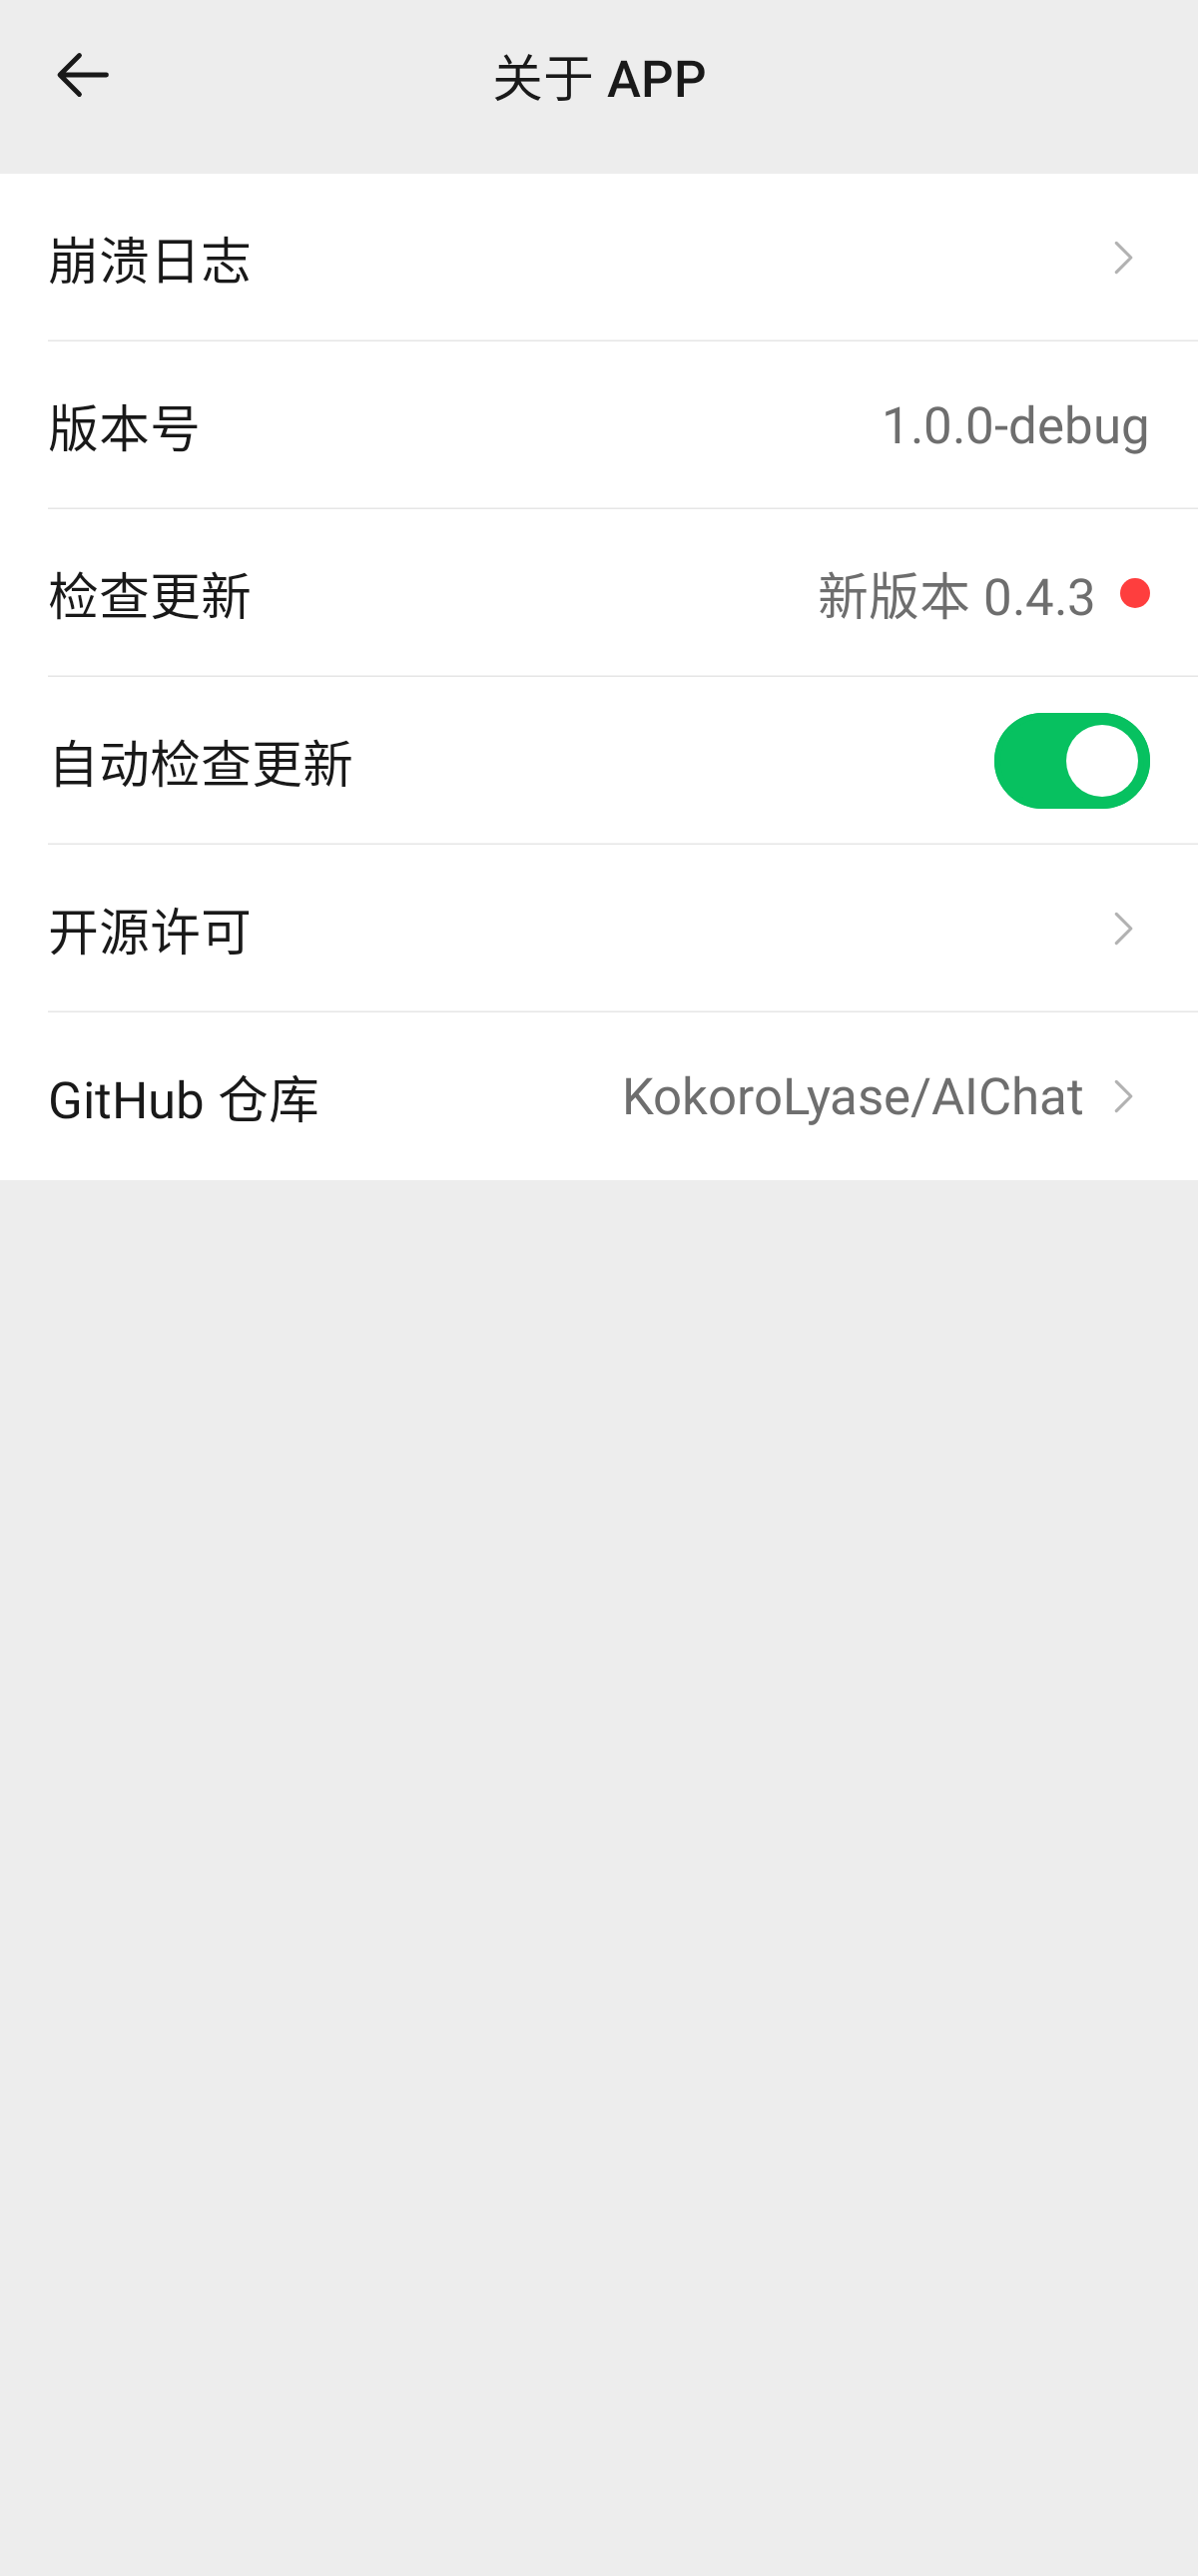 关于 APP
崩溃日志
版本号 1.0.0-debug
检查更新 新版本 0.4.3
自动检查更新
开源许可
GitHub 仓库 KokoroLyase/AIChat